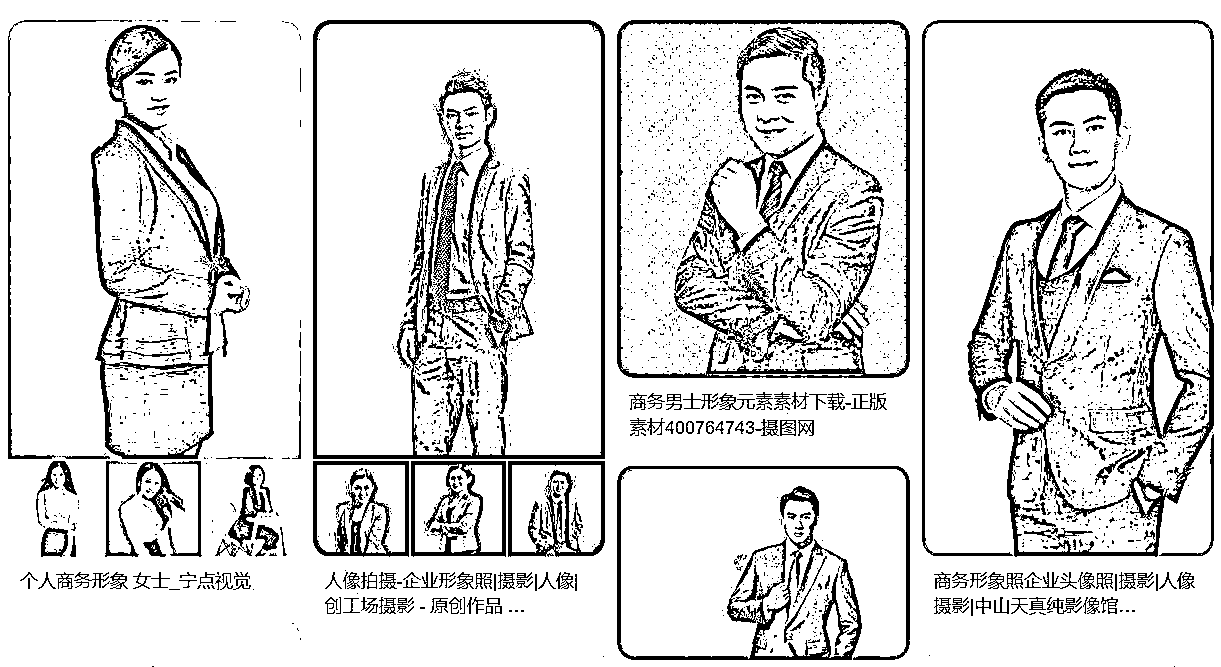 个人商务形象 女士_宁点视觉
人像拍摄-企业形象照|摄影|人像|
创工场摄影 - 原创作品 ...
商务男士形象元素素材下载-正版
素材400764743-摄图网
商务形象照企业头像照|摄影|人像
摄影|中山天真纯影像馆...